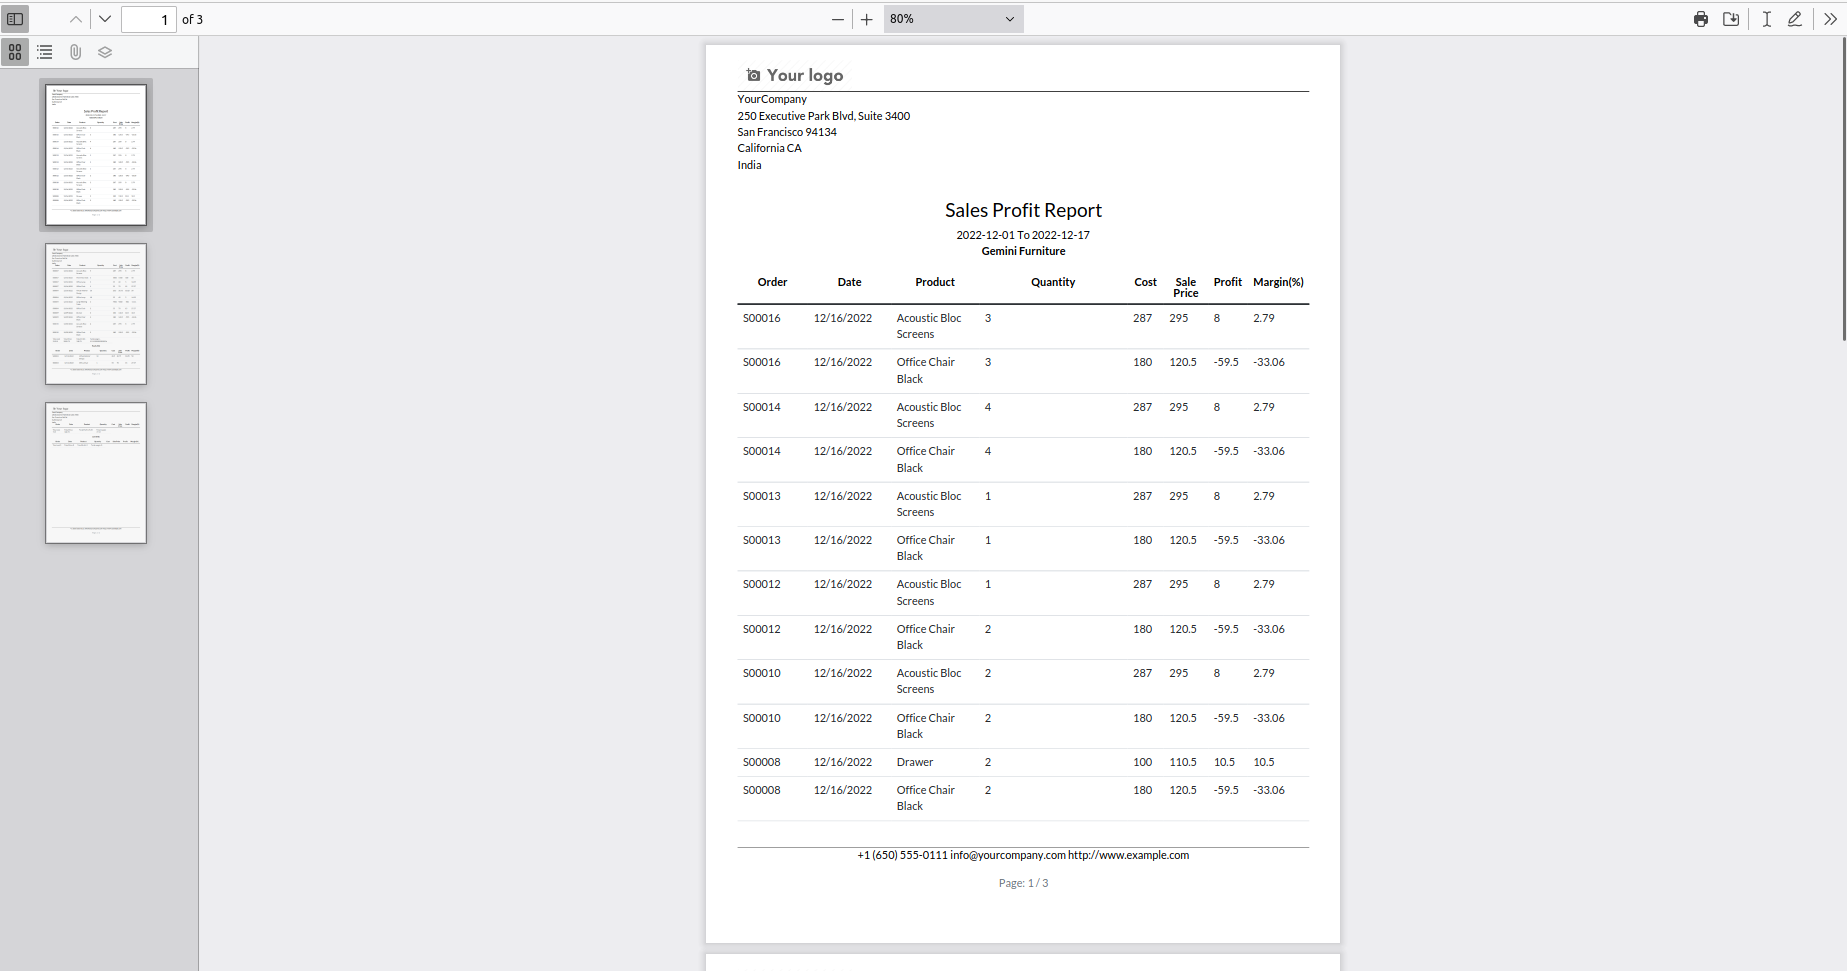 1 of 3 80%
Your logo
YourCompany
250 Executive Park Blvd, Suite 3400
San Francisco 94134
California CA
India
Sales Profit Report
2022-12-01 To 2022-12-17
Gemini Furniture
Order Date Product Quantity Cost Sale Profit Margin(%)
Price
S00016 12/16/2022 Acoustic Bloc 3 287 295 8 2.79
Screens
S00016 12/16/2022 Office Chair 3 180 120.5 -59.5 -33.06
Black
S00014 12/16/2022 Acoustic Bloc 4 287 295 8 2.79
Screens
S00014 12/16/2022 Office Chair 4 180 120.5 -59.5 -33.06
Black
S00013 12/16/2022 Acoustic Bloc 1 287 295 8 2.79
Screens
S00013 12/16/2022 Office Chair 1 180 120.5 -59.5 -33.06
Black
S00012 12/16/2022 Acoustic Bloc 1 287 295 8 2.79
Screens
S00012 12/16/2022 Office Chair 2 180 120.5 -59.5 -33.06
Black
S00010 12/16/2022 Acoustic Bloc 2 287 295 8 2.79
Screens
S00010 12/16/2022 Office Chair 2 180 120.5 -59.5 -33.06
Black
S00008 12/16/2022 Drawer 2 100 110.5 10.5 10.5
S00008 12/16/2022 Office Chair 2 180 120.5 -59.5 -33.06
Black
+1 (650) 555-0111 info@yourcompany.com http://www.example.com
Page: 1 / 3